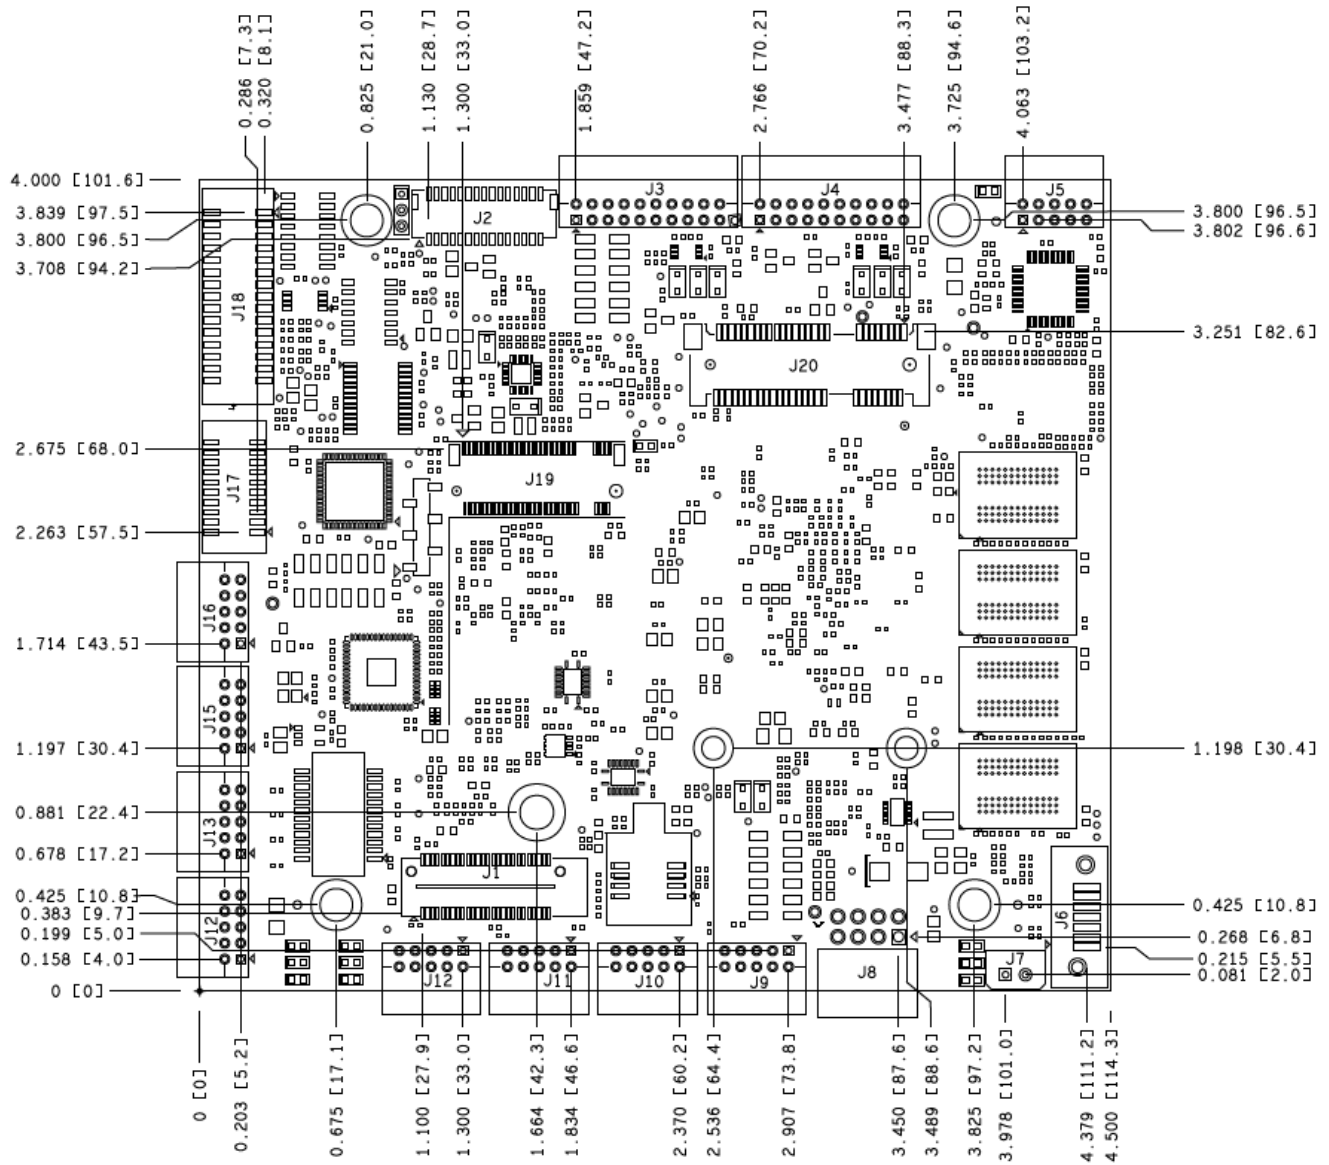 0.286 [7.3]
0.320 [8.1]
0.825 [21.0]
1.130 [28.7]
1.300 [33.0]
1.859 [47.2]
2.766 [70.2]
3.477 [88.3]
3.725 [94.6]
4.063 [103.2]
4.000 [101.6]
3.839 [97.5]
3.800 [96.5]
3.708 [94.2]
2.675 [68.0]
2.263 [57.5]
1.714 [43.5]
1.197 [30.4]
0.881 [22.4]
0.678 [17.2]
0.425 [10.8]
0.383 [9.7]
0.199 [5.0]
0.158 [4.0]
0 [0]
J2
J3
J4
J5
J18
J20
J17
J19
J16
J15
J13
J1
J12
J6
J7
J8
J12
J11
J10
J9
3.800 [96.5]
3.802 [96.6]
3.251 [82.6]
1.198 [30.4]
0.425 [10.8]
0.268 [6.8]
0.215 [5.5]
0.081 [2.0]
0 [0]
0.203 [5.2]
0.675 [17.1]
1.100 [27.9]
1.300 [33.0]
1.664 [42.3]
1.834 [46.6]
2.370 [60.2]
2.536 [64.4]
2.907 [73.8]
3.450 [87.6]
3.489 [88.6]
3.825 [97.2]
3.978 [101.0]
4.379 [111.2]
4.500 [114.3]